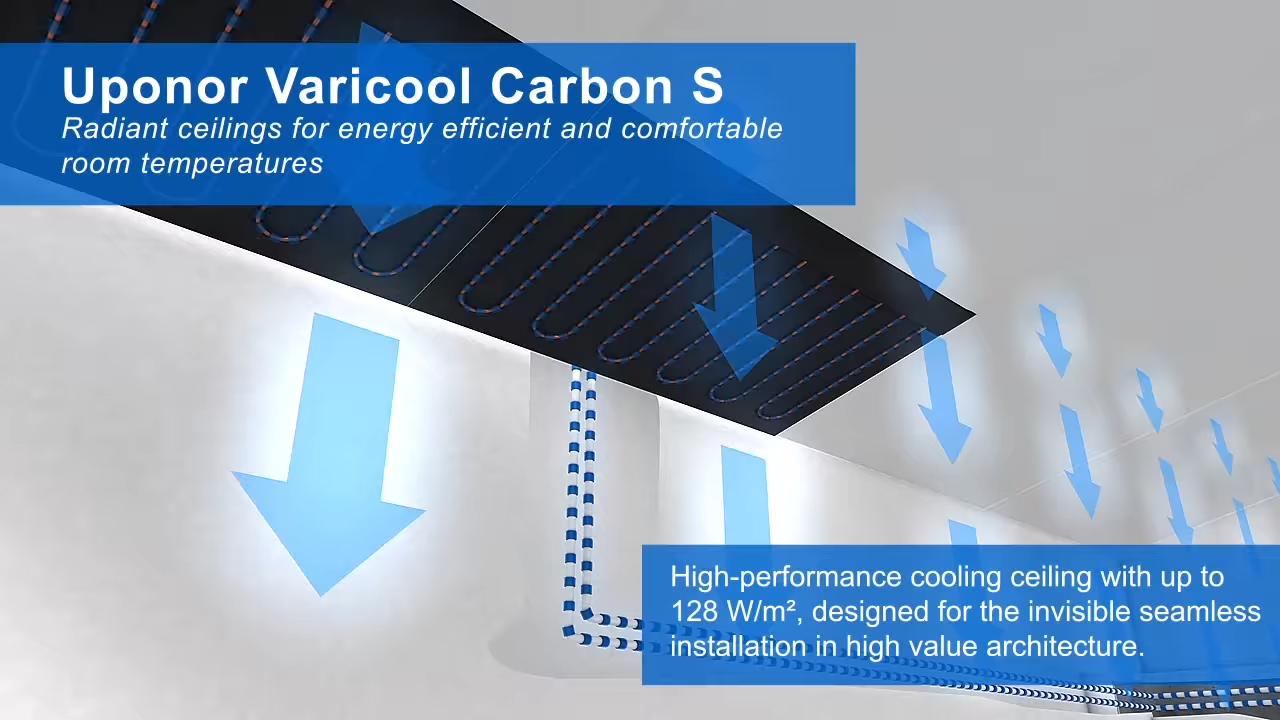 Uponor Varicool Carbon S
Radiant ceilings for energy efficient and comfortable
room temperatures
High-performance cooling ceiling with up to
128 W/m², designed for the invisible seamless
installation in high value architecture.